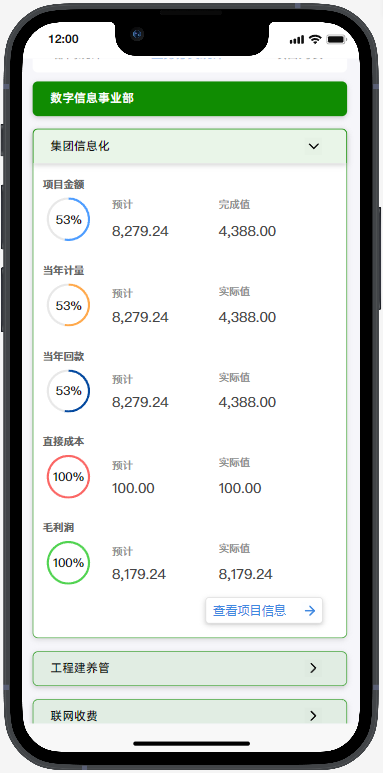 12:00
数字信息事业部
集团信息化
项目金额
53%
预计
完成值
8,279.24
4,388.00
当年计量
53%
预计
实际值
8,279.24
4,388.00
当年回款
53%
预计
实际值
8,279.24
4,388.00
直接成本
100%
预计
实际值
100.00
100.00
毛利润
100%
预计
实际值
8,179.24
8,179.24
查看项目信息
工程建养管
联网收费